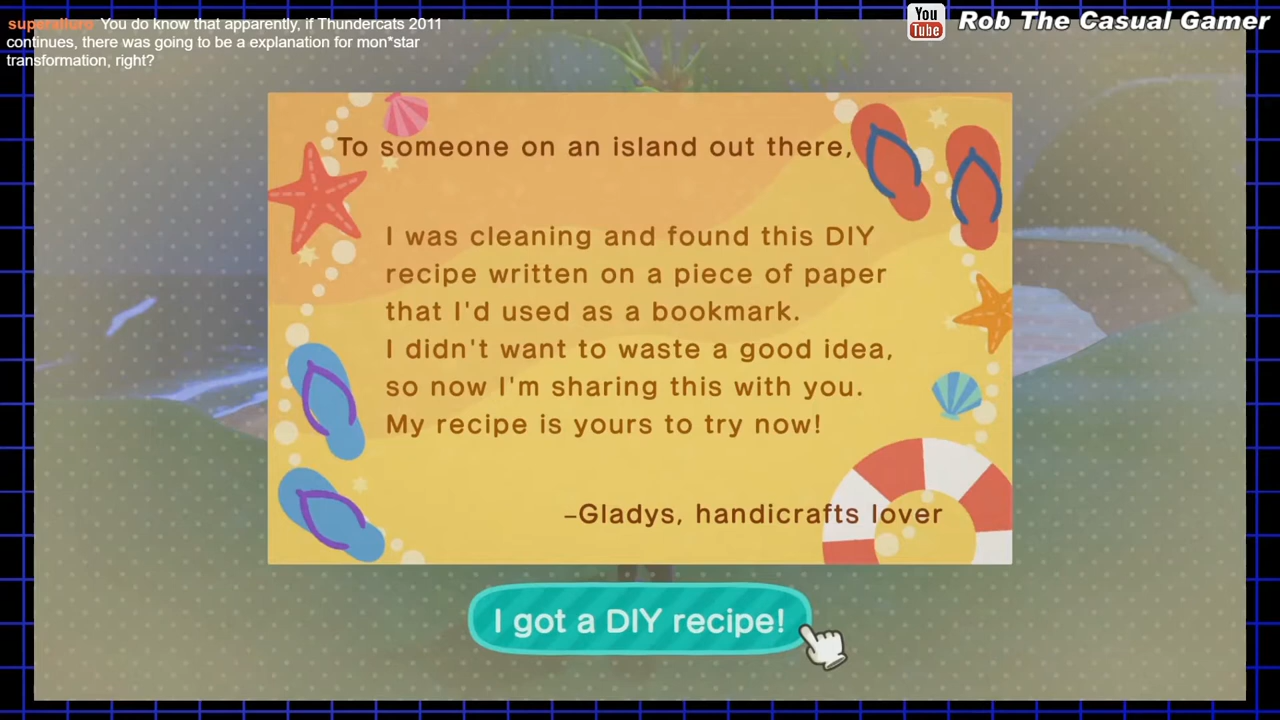 You do know that apparently, if Thundercats 2011
continues, there was going to be a explanation for mon*star
transformation, right?
You
Tube
Rob The Casual Gamer
To someone on an island out there,
I was cleaning and found this DIY
recipe written on a piece of paper
that I'd used as a bookmark.
I didn't want to waste a good idea,
so now I'm sharing this with you.
My recipe is yours to try now!
–Gladys, handicrafts lover
I got a DIY recipe!